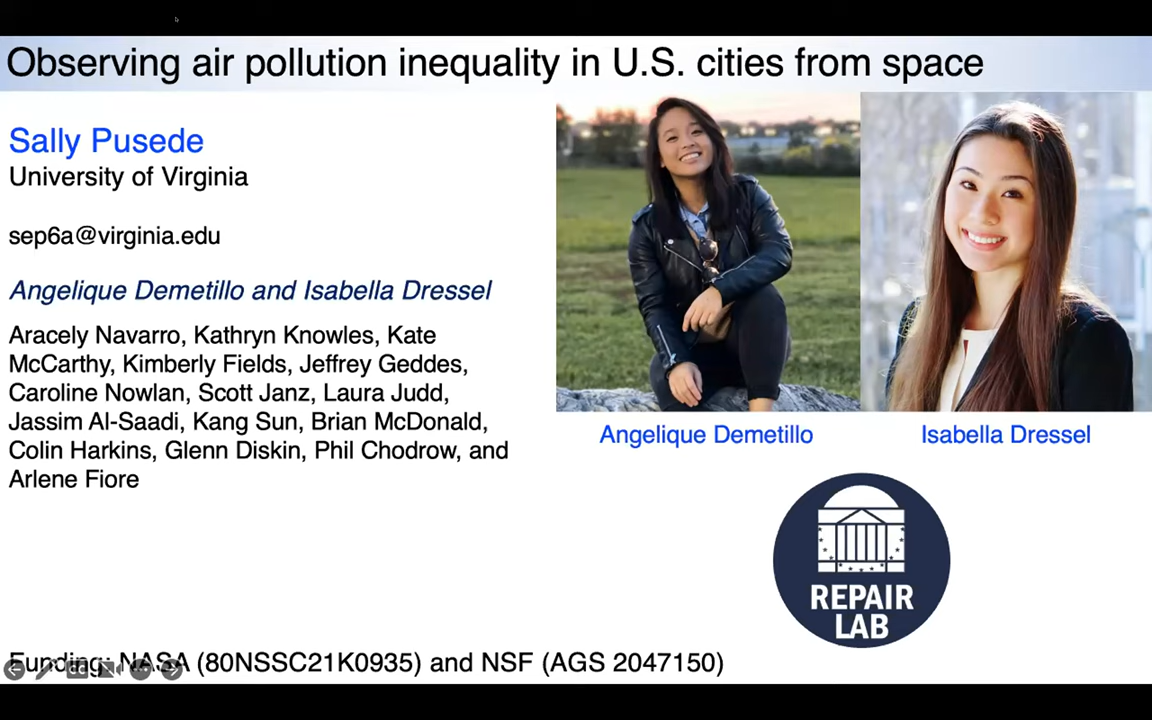 Observing air pollution inequality in U.S. cities from space
Sally Pusede
University of Virginia
sep6a@virginia.edu
Angelique Demetillo and Isabella Dressel
Aracely Navarro, Kathryn Knowles, Kate
McCarthy, Kimberly Fields, Jeffrey Geddes,
Caroline Nowlan, Scott Janz, Laura Judd,
Jassim Al-Saadi, Kang Sun, Brian McDonald,
Colin Harkins, Glenn Diskin, Phil Chodrow, and
Arlene Fiore
Angelique Demetillo
Isabella Dressel
REPAIR
LAB
Funding: NASA (80NSSC21K0935) and NSF (AGS 2047150)